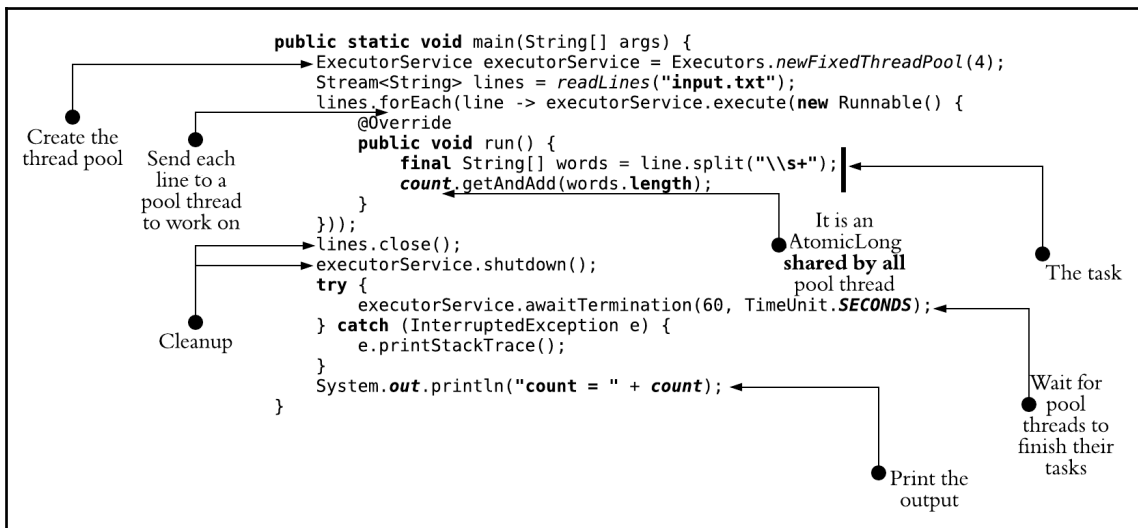 public static void main(String[] args) {
ExecutorService executorService = Executors.newFixedThreadPool(4);
Stream<String> lines = readLines("input.txt");
lines.forEach(line -> executorService.execute(new Runnable() {
@Override
public void run() {
final String[] words = line.split("\\s+");
count.getAndAdd(words.length);
}
}));
lines.close();
executorService.shutdown();
try {
executorService.awaitTermination(60, TimeUnit.SECONDS);
} catch (InterruptedException e) {
e.printStackTrace();
}
System.out.println("count = " + count);
}
Create the
thread pool
Send each
line to a
pool thread
to work on
Cleanup
It is an
AtomicLong
shared by all
pool thread
The task
Wait for
pool
threads to
finish their
tasks
Print the
output